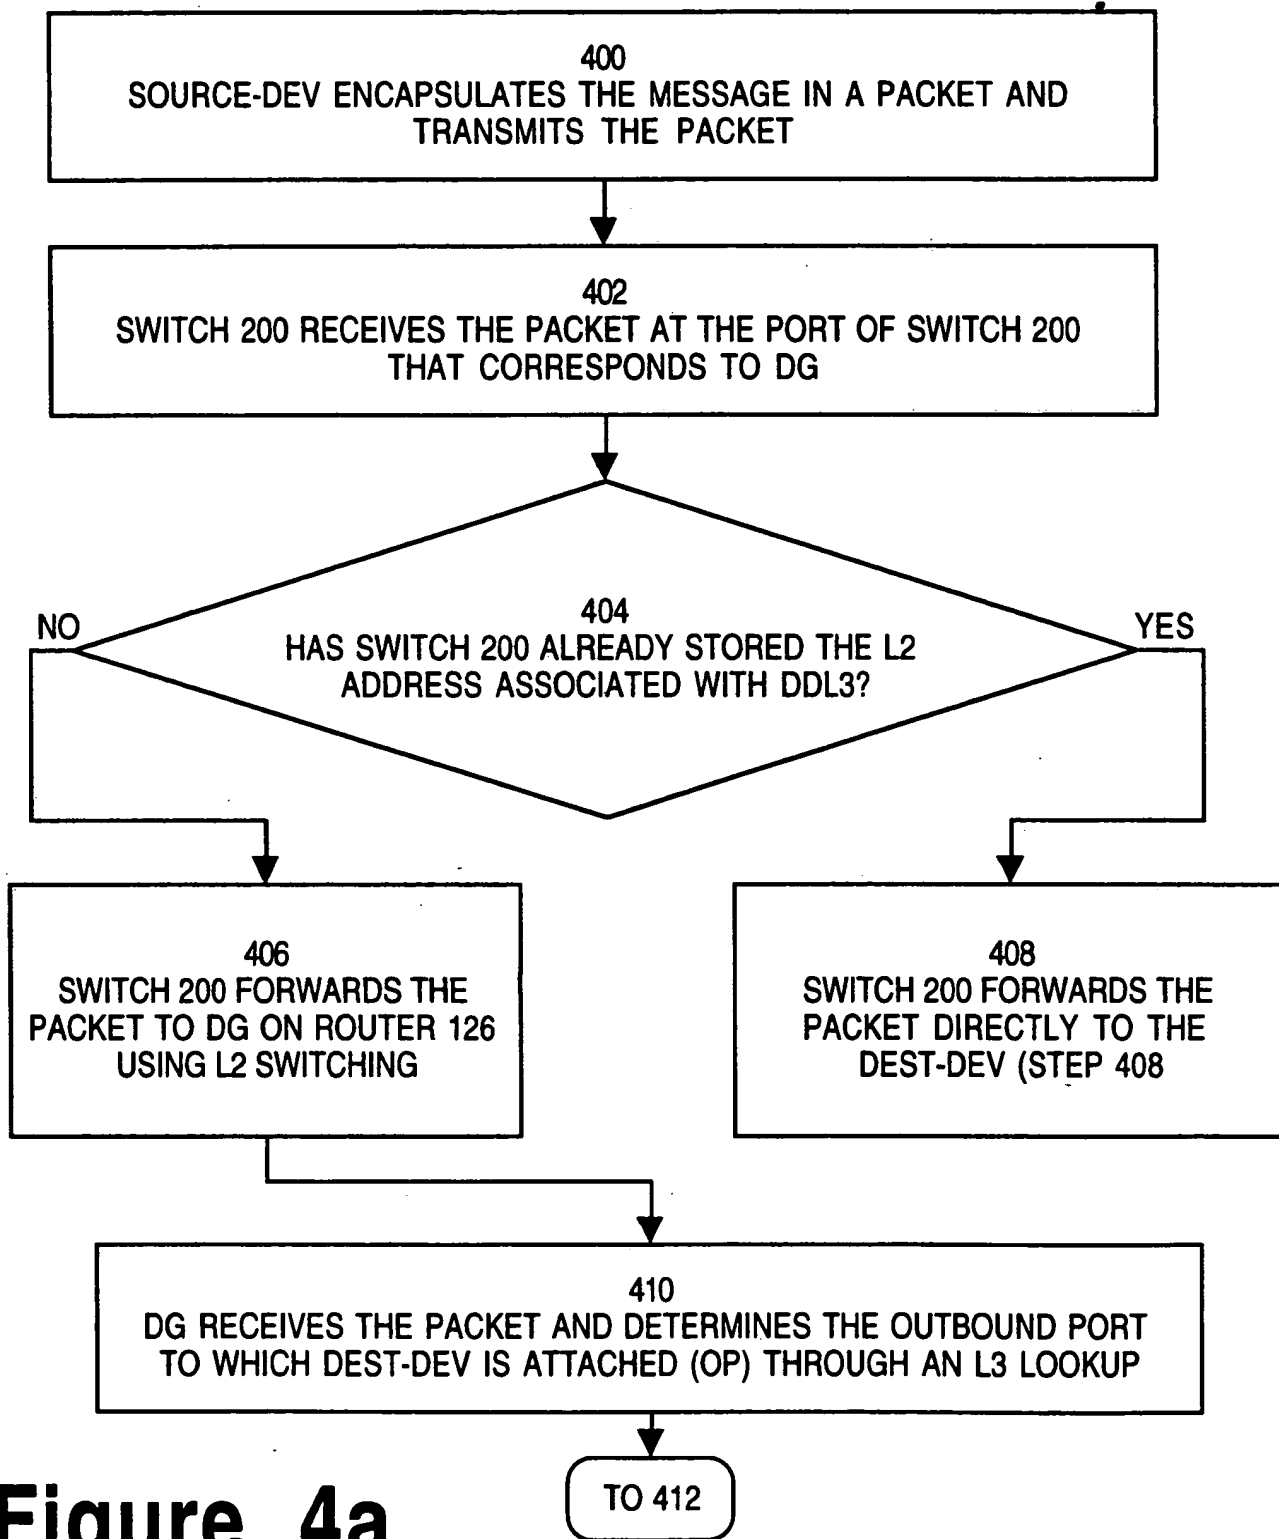 400
SOURCE-DEV ENCAPSULATES THE MESSAGE IN A PACKET AND
TRANSMITS THE PACKET
402
SWITCH 200 RECEIVES THE PACKET AT THE PORT OF SWITCH 200
THAT CORRESPONDS TO DG
404
HAS SWITCH 200 ALREADY STORED THE L2
ADDRESS ASSOCIATED WITH DDL3?
NO
YES
406
SWITCH 200 FORWARDS THE
PACKET TO DG ON ROUTER 126
USING L2 SWITCHING
408
SWITCH 200 FORWARDS THE
PACKET DIRECTLY TO THE
DEST-DEV (STEP 408
410
DG RECEIVES THE PACKET AND DETERMINES THE OUTBOUND PORT
TO WHICH DEST-DEV IS ATTACHED (OP) THROUGH AN L3 LOOKUP
TO 412
Figure 4a